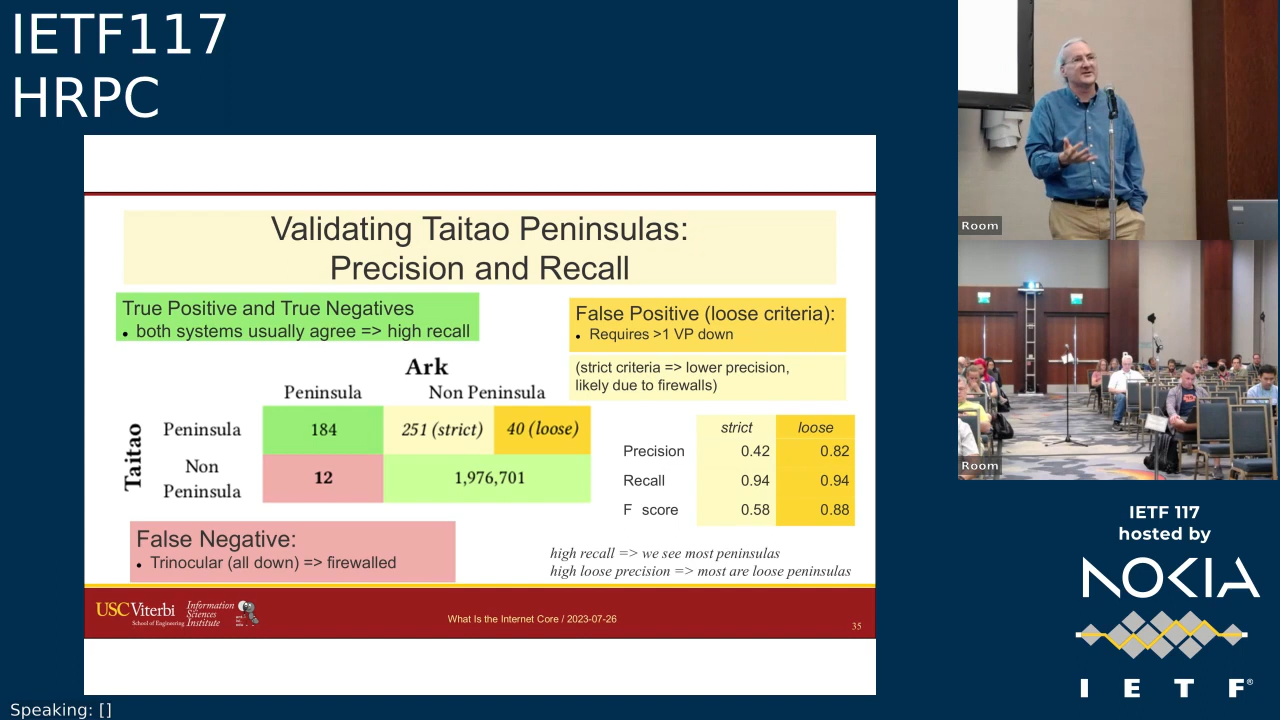 IETF117
HRPC
Validating Taitao Peninsulas:
Precision and Recall
True Positive and True Negatives
• both systems usually agree => high recall
False Positive (loose criteria):
• Requires >1 VP down
(strict criteria => lower precision,
likely due to firewalls)
Ark
Peninsula Non Peninsula
Taitao
Peninsula 184 251 (strict) 40 (loose)
Non
Peninsula 12 1,976,701
strict loose
Precision 0.42 0.82
Recall 0.94 0.94
F score 0.58 0.88
False Negative:
• Trinocular (all down) => firewalled
high recall => we see most peninsulas
high loose precision => most are loose peninsulas
USC Viterbi
School of Engineering
Information
Sciences
Institute
What Is the Internet Core / 2023-07-26
35
Room
Room
IETF 117
hosted by
NOKIA
I E T F®
Speaking: []